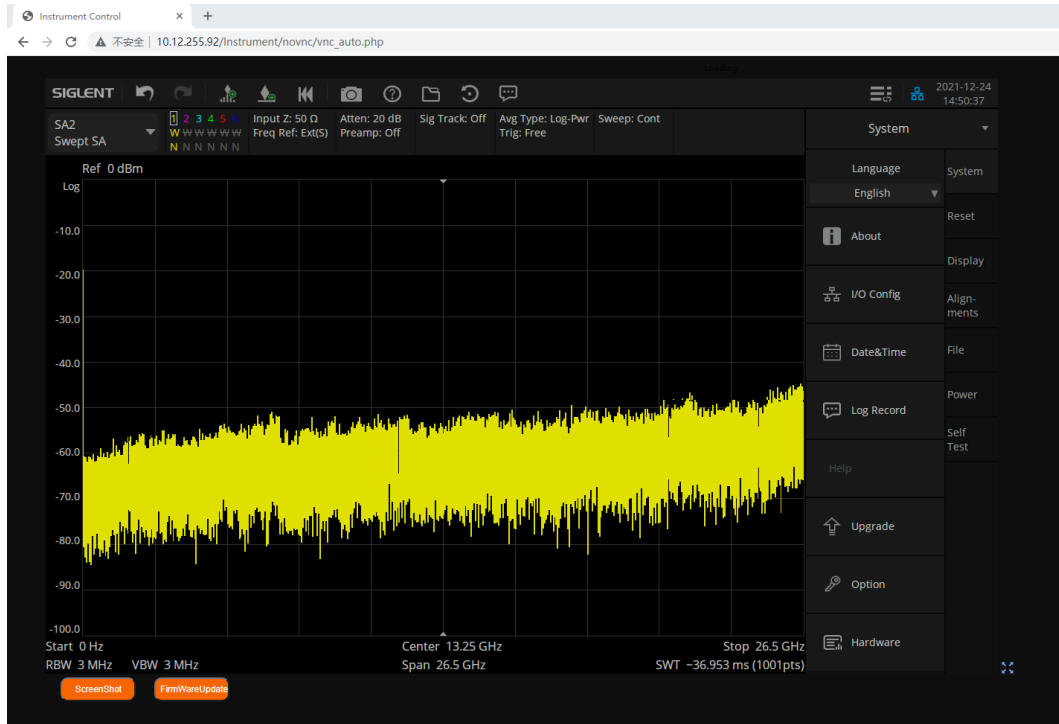 Instrument Control
不安全 | 10.12.255.92/Instrument/novnc/vnc_auto.php
Loading
SIGLENT
2021-12-24
14:50:37
SA2
Swept SA
1 2 3 4 5 6
W W W W W W
N N N N N N
Input Z: 50 Ω
Freq Ref: Ext(S)
Atten: 20 dB
Preamp: Off
Sig Track: Off
Avg Type: Log-Pwr
Trig: Free
Sweep: Cont
System
Ref 0 dBm
Log
-10.0
-20.0
-30.0
-40.0
-50.0
-60.0
-70.0
-80.0
-90.0
-100.0
Start 0 Hz
Center 13.25 GHz
Stop 26.5 GHz
RBW 3 MHz
VBW 3 MHz
Span 26.5 GHz
SWT ~36.953 ms (1001pts)
Language
English
About
I/O Config
Date&Time
Log Record
Help
Upgrade
Option
Hardware
System
Reset
Display
Align-
ments
File
Power
Self
Test
ScreenShot
FirmWareUpdate